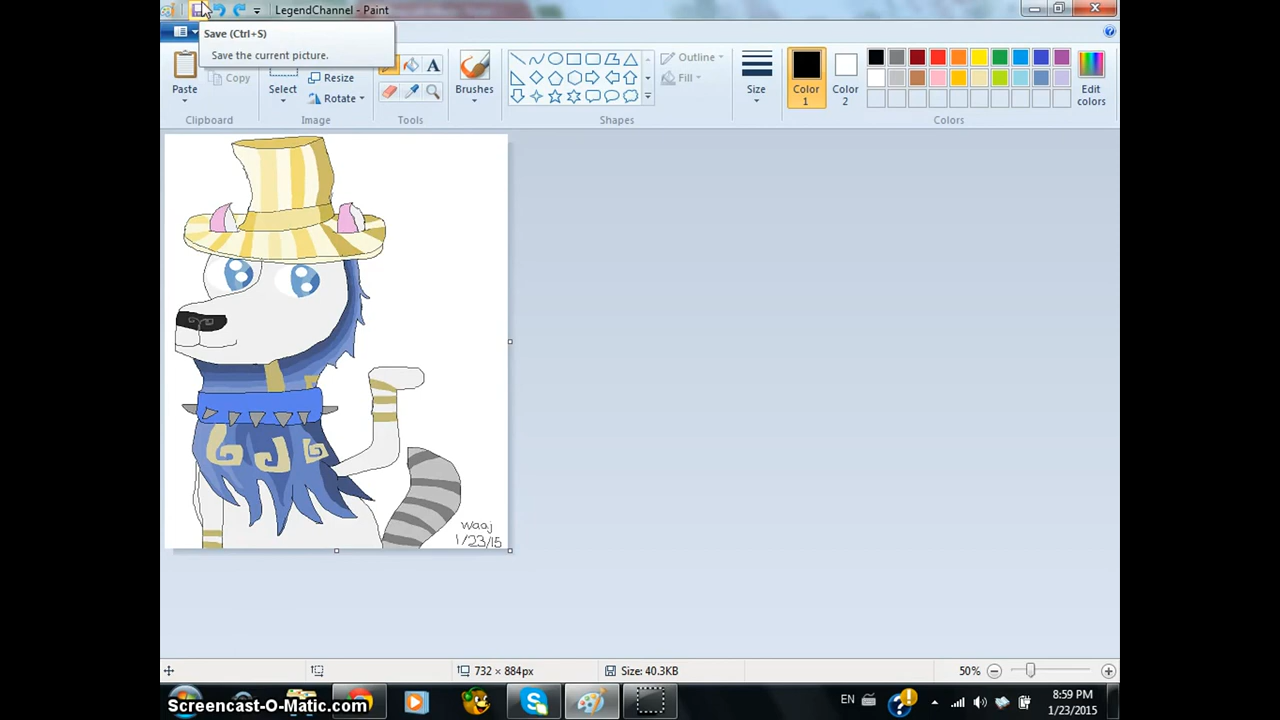 LegendChannel - Paint
Save (Ctrl+S)
Save the current picture.
Paste
Copy
Clipboard
Select
Resize
Rotate
Image
A
Tools
Brushes
Shapes
Outline
Fill
Size
Color 1
Color 2
Edit colors
Colors
Waaj
1/23/15
732 × 884px
Size: 40.3KB
50%
Screencast-O-Matic.com
EN
8:59 PM
1/23/2015